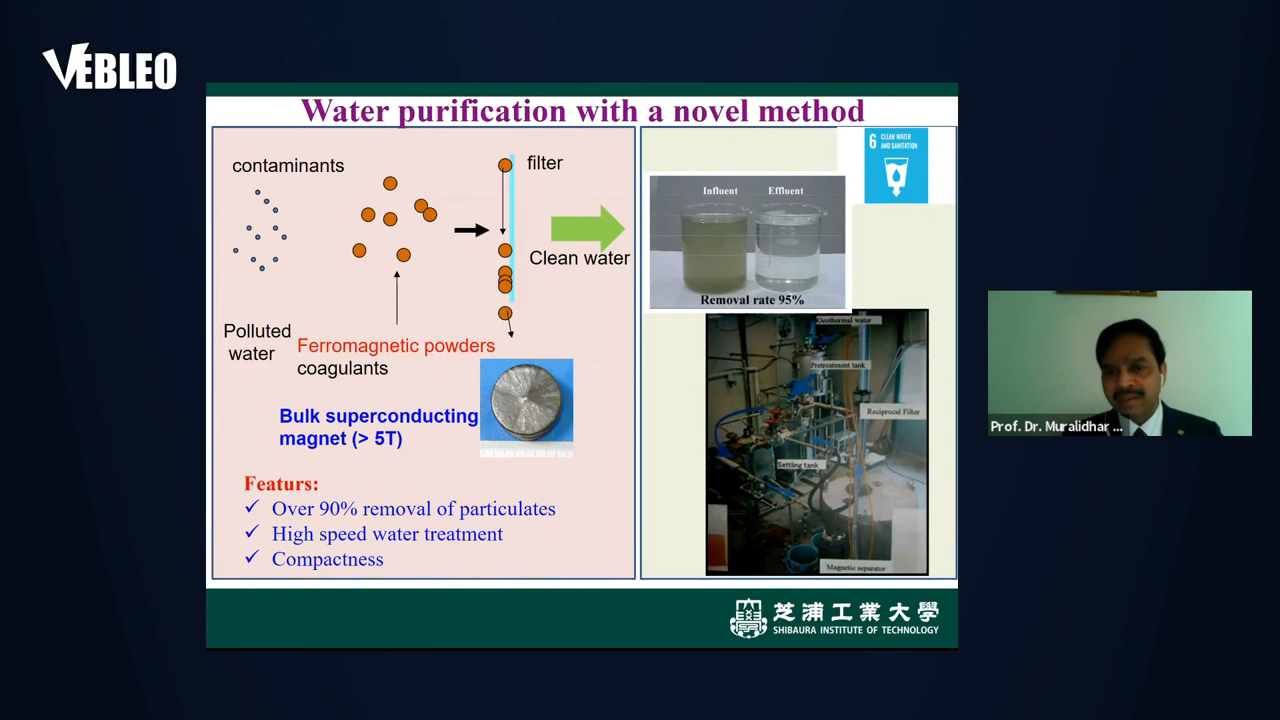 VEBLEO
Water purification with a novel method
contaminants
filter
Clean water
Polluted
water
Ferromagnetic powders
coagulants
Bulk superconducting
magnet (> 5T)
Featurs:
Over 90% removal of particulates
High speed water treatment
Compactness
6 CLEAN WATER
AND SANITATION
Influent Effluent
Removal rate 95%
Geothermal water
Pretreatment tank
Reciprocal Filter
Settling tank
Magnetic separator
芝浦工業大學
SHIBAURA INSTITUTE OF TECHNOLOGY
Prof. Dr. Muralidhar ...